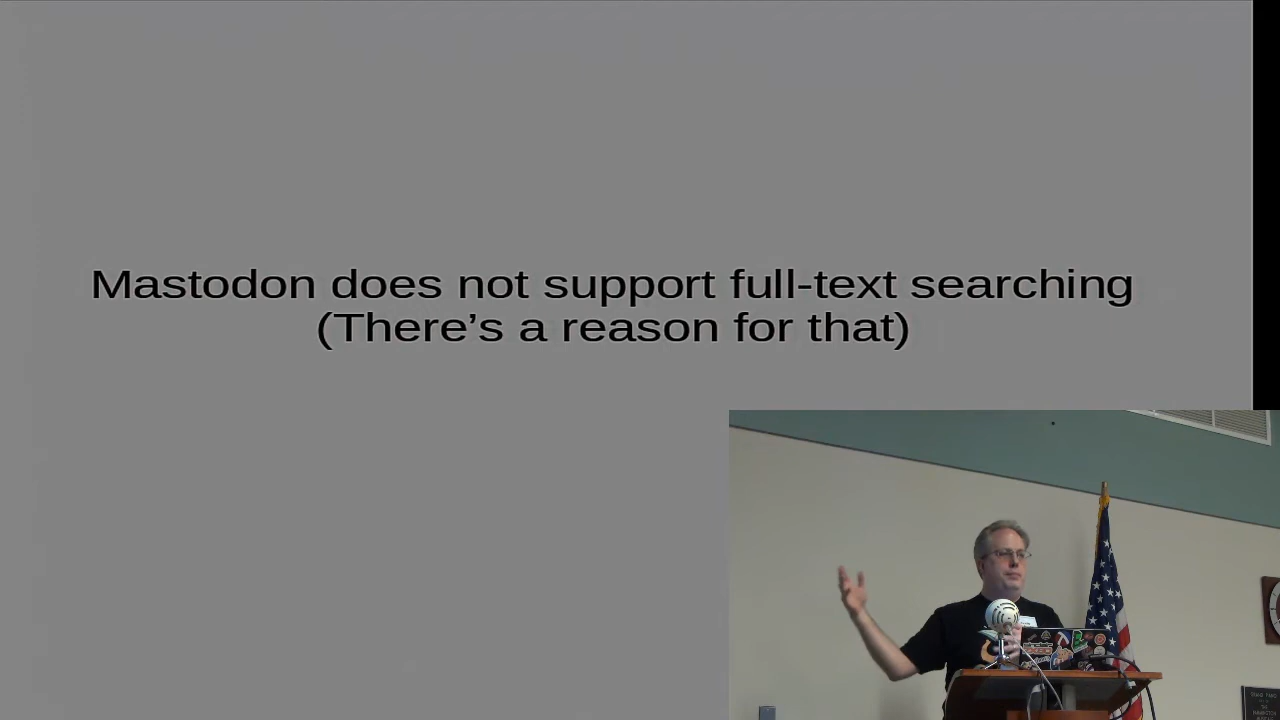 Mastodon does not support full-text searching
(There’s a reason for that)